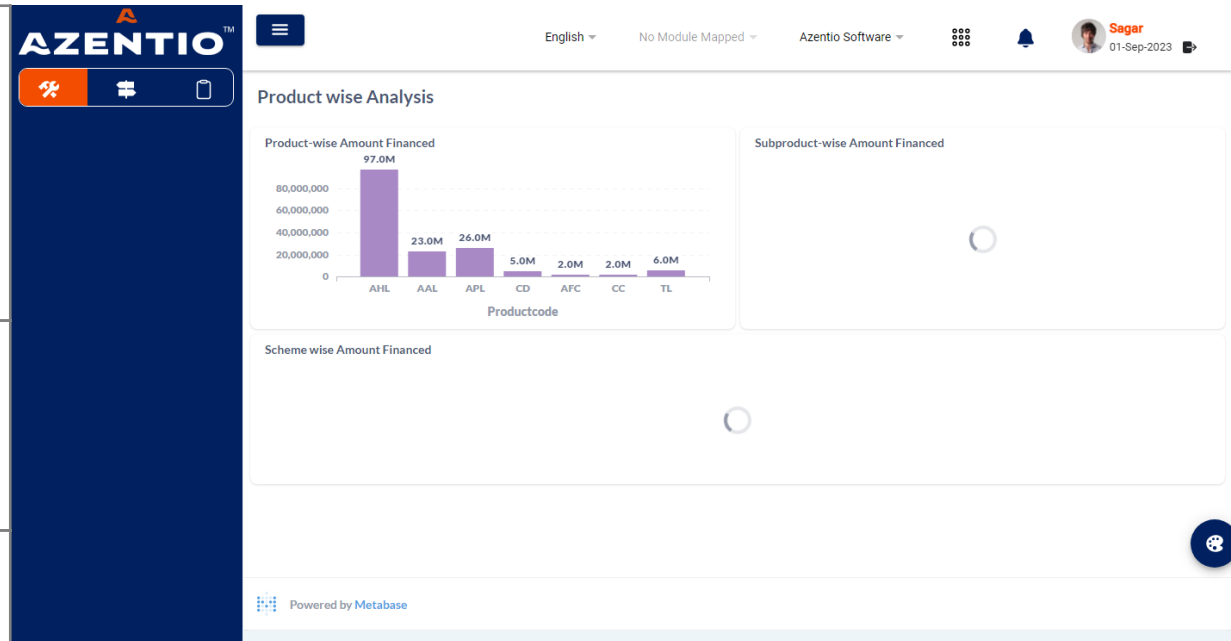 AZENTIO™
English
No Module Mapped
Azentio Software
Sagar
01-Sep-2023
Product wise Analysis
Product-wise Amount Financed
97.0M
80,000,000
60,000,000
40,000,000
20,000,000
0
23.0M
26.0M
5.0M
2.0M
2.0M
6.0M
AHL AAL APL CD AFC CC TL
Productcode
Subproduct-wise Amount Financed
Scheme wise Amount Financed
Powered by Metabase